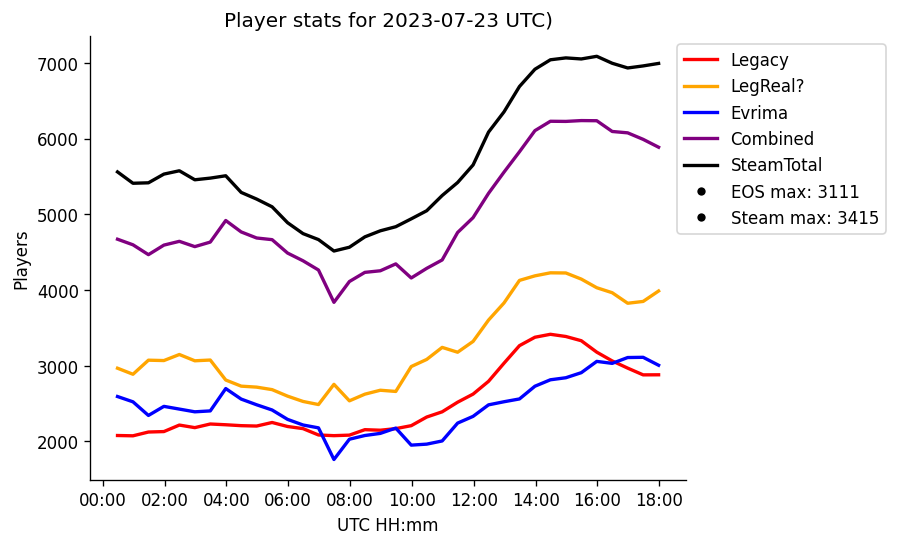 Player stats for 2023-07-23 UTC)
7000
6000
5000
4000
3000
2000
Players
00:00 02:00 04:00 06:00 08:00 10:00 12:00 14:00 16:00 18:00
UTC HH:mm
Legacy
LegReal?
Evrima
Combined
SteamTotal
EOS max: 3111
Steam max: 3415